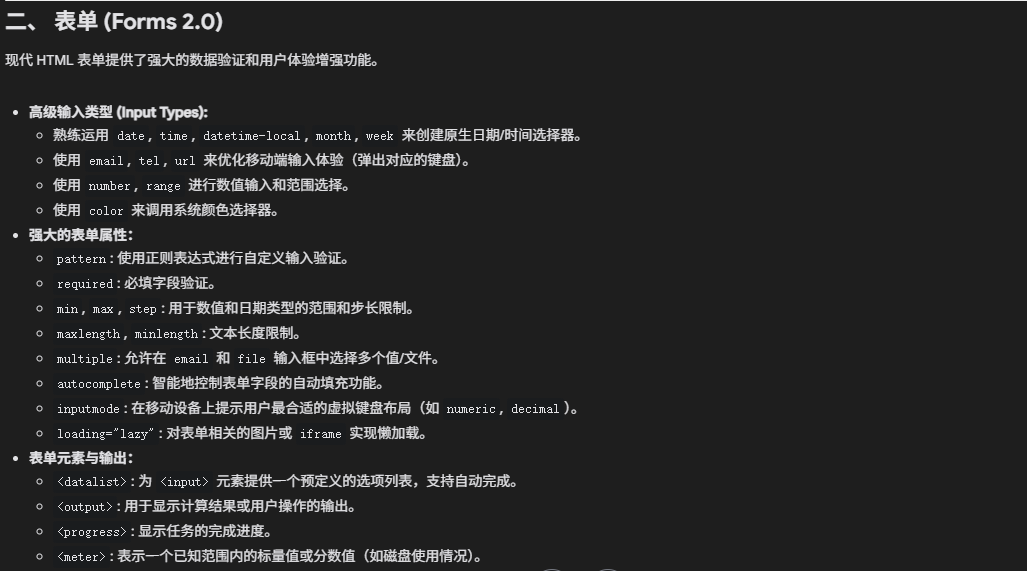 二、 表单 (Forms 2.0)
现代 HTML 表单提供了强大的数据验证和用户体验增强功能。
• 高级输入类型 (Input Types):
○ 熟练运用 date, time, datetime-local, month, week 来创建原生日期/时间选择器。
○ 使用 email, tel, url 来优化移动端输入体验（弹出对应的键盘）。
○ 使用 number, range 进行数值输入和范围选择。
○ 使用 color 来调用系统颜色选择器。
• 强大的表单属性：
○ pattern: 使用正则表达式进行自定义输入验证。
○ required: 必填字段验证。
○ min, max, step: 用于数值和日期类型的范围和步长限制。
○ maxlength, minlength: 文本长度限制。
○ multiple: 允许在 email 和 file 输入框中选择多个值/文件。
○ autocomplete: 智能地控制表单字段的自动填充功能。
○ inputmode: 在移动设备上提示用户最合适的虚拟键盘布局（如 numeric, decimal）。
○ loading="lazy": 对表单相关的图片或 iframe 实现懒加载。
• 表单元素与输出：
○ <datalist>: 为 <input> 元素提供一个预定义的选项列表，支持自动完成。
○ <output>: 用于显示计算结果或用户操作的输出。
○ <progress>: 显示任务的完成进度。
○ <meter>: 表示一个已知范围内的标量值或分数值（如磁盘使用情况）。